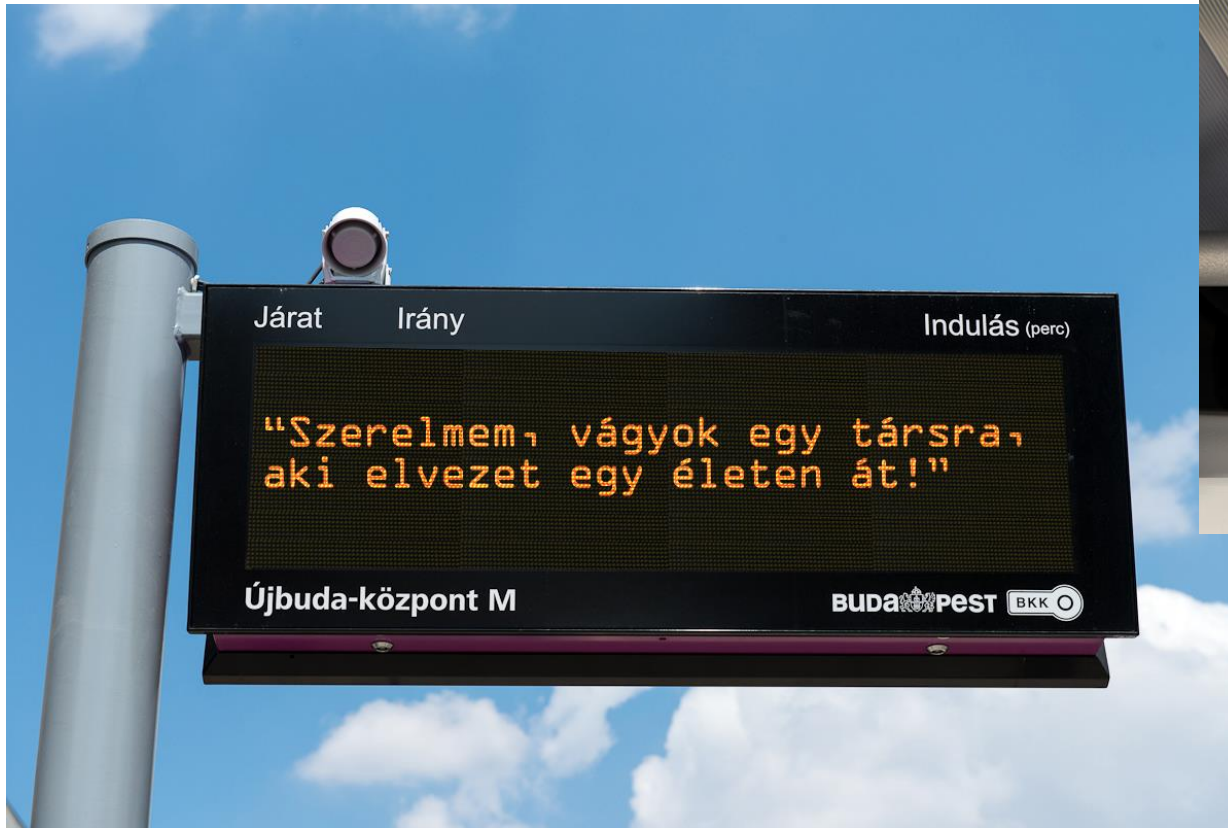 Járat Irány Indulás (perc)
“Szerelmem, vágyok egy társra,
aki elvezet egy életen át!”
Újbuda-központ M BUDAPEST BKK